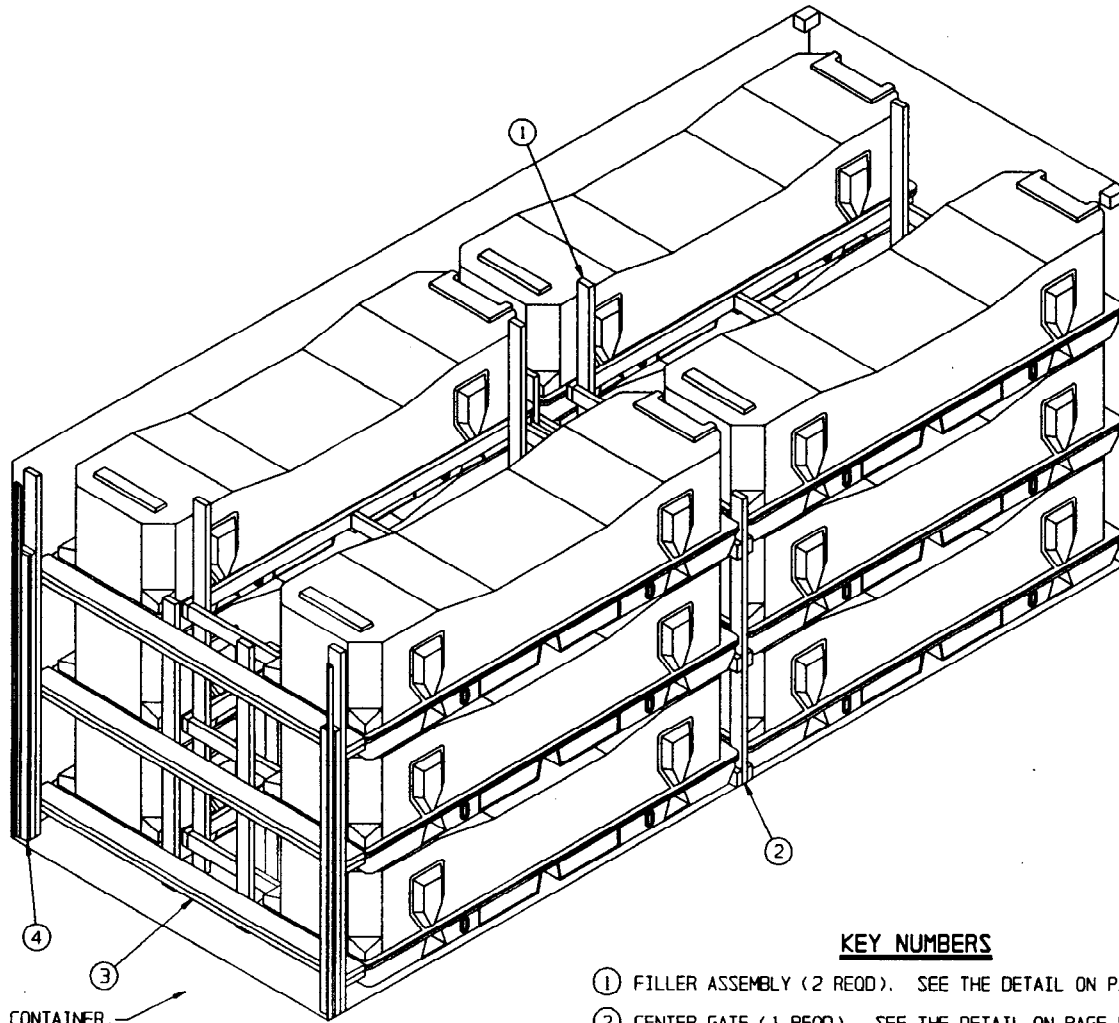 1
2
4
3
CONTAINER.
KEY NUMBERS
1 FILLER ASSEMBLY (2 REQD). SEE THE DETAIL ON
2 CENTER GATE (1 REQD). SEE THE DETAIL ON PAGE